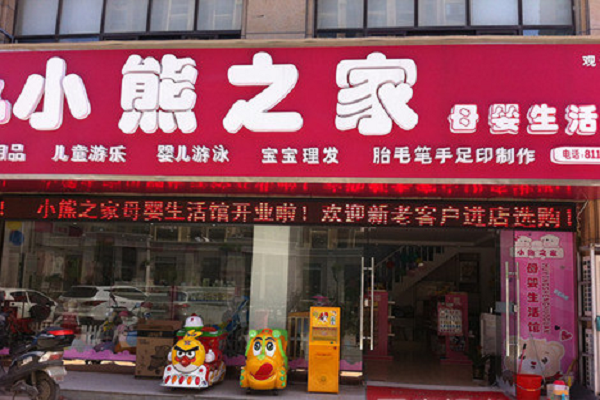 小熊之家 母婴生活
观
用品 儿童游乐 婴儿游泳 宝宝理发 胎毛笔手足印制作 电话:811
! 小熊之家母婴生活馆开业啦！欢迎新老客户进店选购！
小熊之家
母婴生活馆